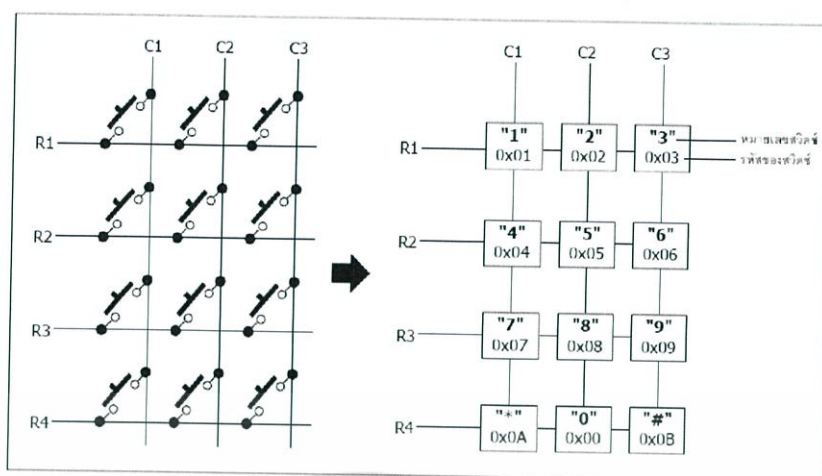 C1 C2 C3
R1
R2
R3
R4
C1 C2 C3
R1 "1" "2" "3" หมายเลขสวิตช์
0x01 0x02 0x03 รหัสของสวิตช์
R2 "4" "5" "6"
0x04 0x05 0x06
R3 "7" "8" "9"
0x07 0x08 0x09
R4 "*" "0" "#"
0x0A 0x00 0x0B